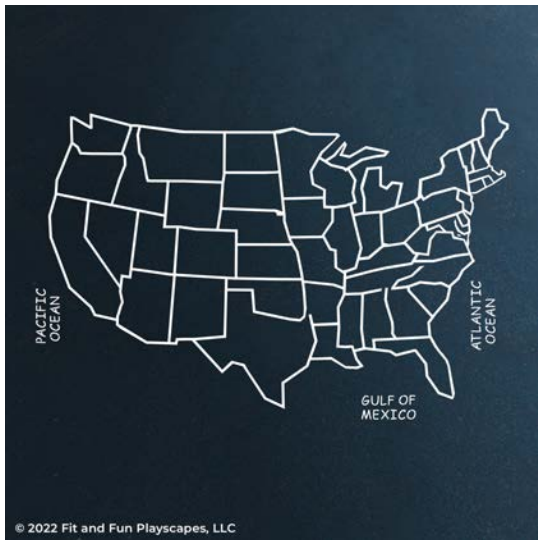 PACIFIC
OCEAN
ATLANTIC
OCEAN
GULF OF
MEXICO
© 2022 Fit and Fun Playscapes, LLC